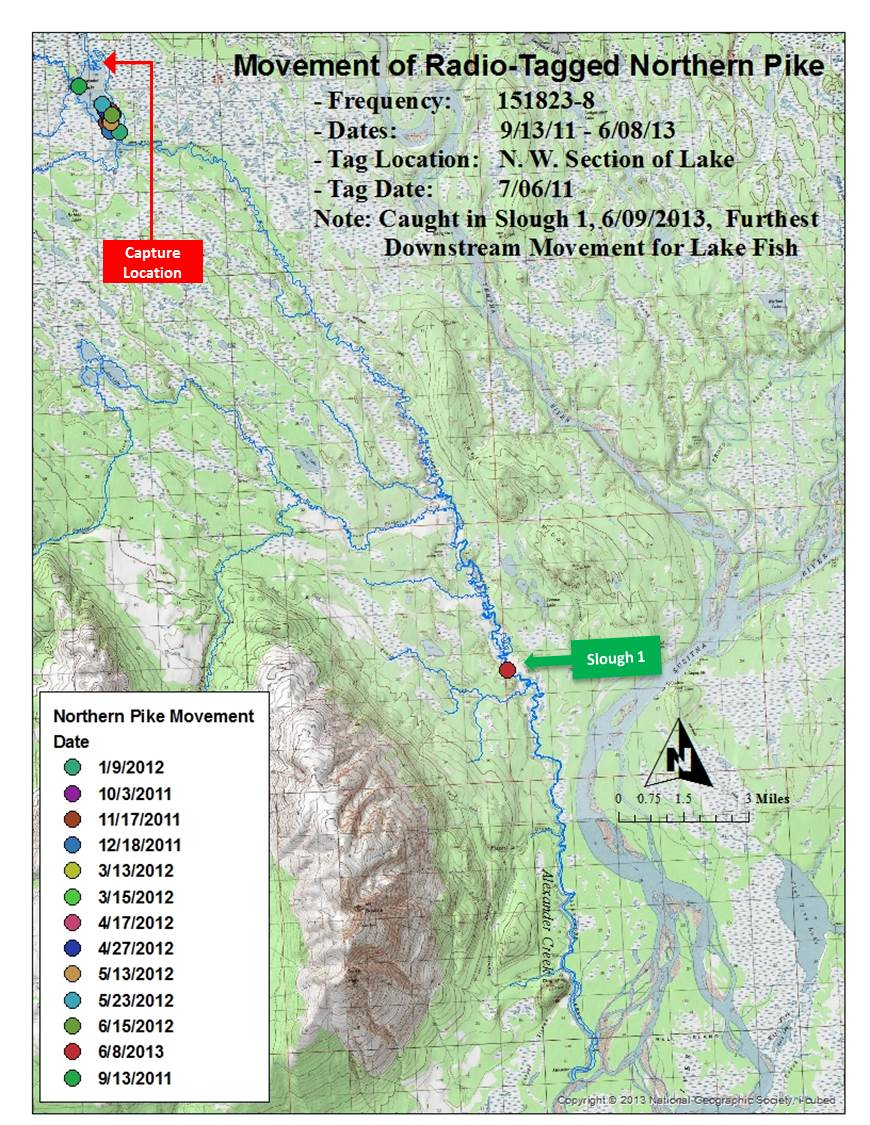 Movement of Radio-Tagged Northern Pike
- Frequency: 151823-8
- Dates: 9/13/11 - 6/08/13
- Tag Location: N. W. Section of Lake
- Tag Date: 7/06/11
Note: Caught in Slough 1, 6/09/2013, Furthest
Downstream Movement for Lake Fish
Capture
Location
RIVER
Slough 1
SUSITNA
RIVER
N
0 0.75 1.5 3 Miles
Alexander Creek
Northern Pike Movement
Date
1/9/2012
10/3/2011
11/17/2011
12/18/2011
3/13/2012
3/15/2012
4/17/2012
4/27/2012
5/13/2012
5/23/2012
6/15/2012
6/8/2013
9/13/2011
Copyright © 2013 National Geographic Society, i-cubed